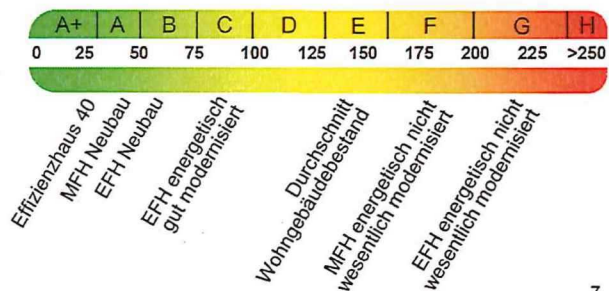 A+ A B C D E F G H
0 25 50 75 100 125 150 175 200 225 >250
Effizienzhaus 40
MFH Neubau
EFH Neubau
EFH energetisch
gut modernisiert
Durchschnitt
Wohngebäudebestand
MFH energetisch nicht
wesentlich modernisiert
EFH energetisch nicht
wesentlich modernisiert